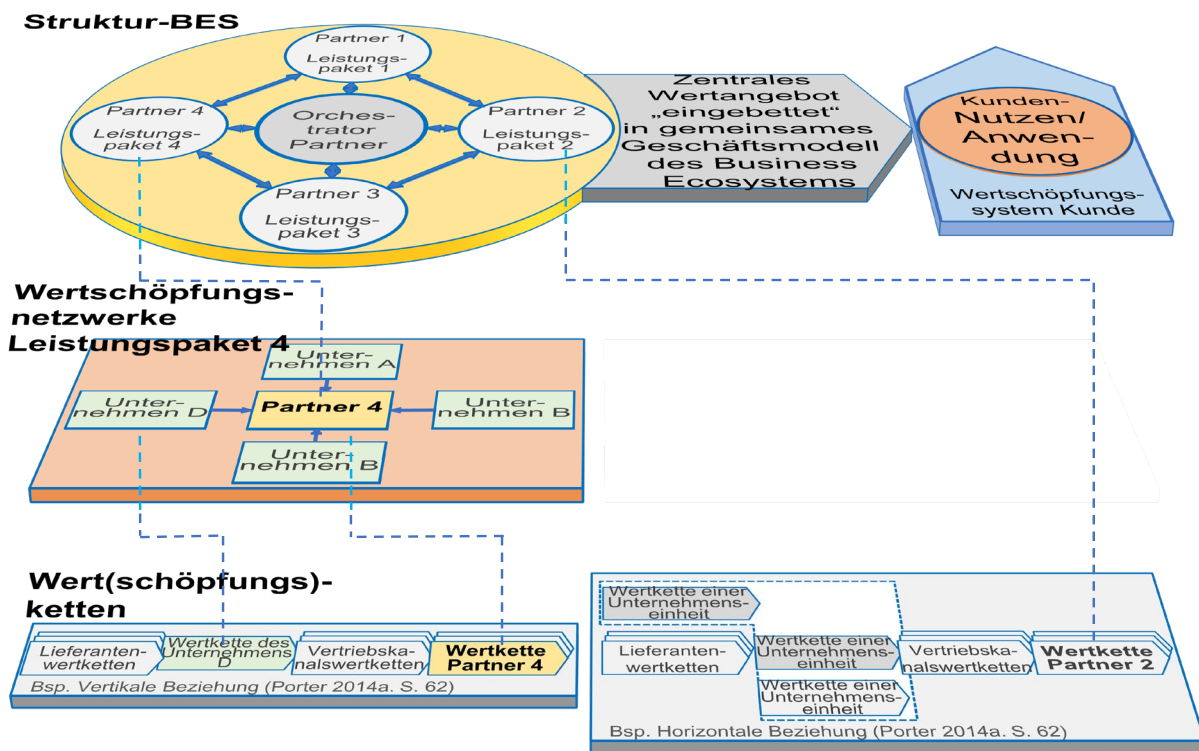 Struktur-BES
Partner 1
Leistungs-
paket 1
Partner 4
Leistungs-
paket 4
Orches-
trator
Partner
Partner 2
Leistungs-
paket 2
Partner 3
Leistungs-
paket 3
Zentrales
Wertangebot
„eingebettet“
in gemeinsames
Geschäftsmodell
des Business
Ecosystems
Kunden-
Nutzen/
Anwen-
dung
Wertschöpfungs-
system Kunde
Wertschöpfungs-
netzwerke
Leistungspaket 4
Unter-
nehmen A
Unter-
nehmen D
Partner 4
Unter-
nehmen B
Unter-
nehmen B
Wert(schöpfungs)-
ketten
Lieferanten-
wertketten
Wertkette des
Unternehmens
D
Vertriebska-
nalswertketten
Wertkette
Partner 4
Bsp. Vertikale Beziehung (Porter 2014a. S. 62)
Wertkette einer
Unternehmens-
einheit
Lieferanten-
wertketten
Wertkette einer
Unternehmens-
einheit
Vertriebska-
nalswertketten
Wertkette
Partner 2
Wertkette einer
Unternehmens-
einheit
Bsp. Horizontale Beziehung (Porter 2014a. S. 62)